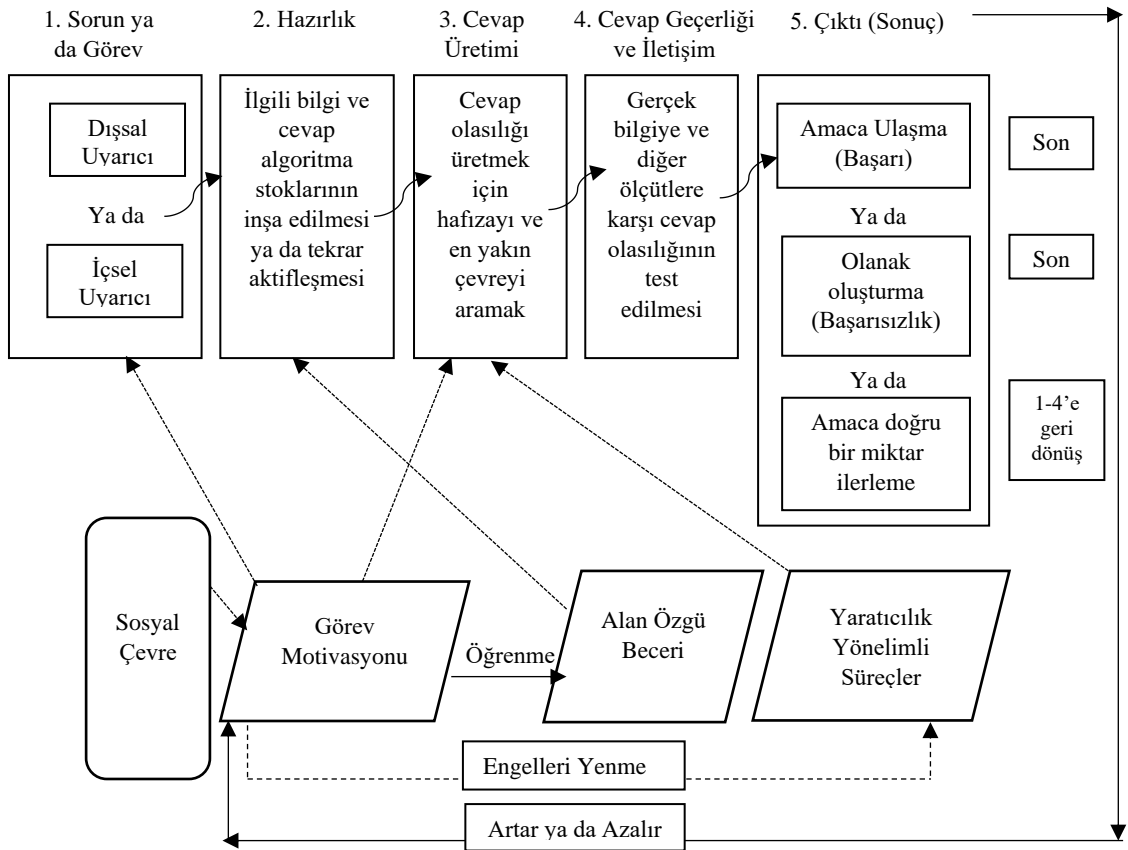 1. Sorun ya
da Görev
2. Hazırlık
3. Cevap
Üretimi
4. Cevap Geçerliği
ve İletişim
5. Çıktı (Sonuç)
Dışsal
Uyarıcı
Ya da
İçsel
Uyarıcı
İlgili bilgi ve
cevap
algoritma
stoklarının
inşa edilmesi
ya da tekrar
aktifleşmesi
Cevap
olasılığı
üretmek
için
hafızayı ve
en yakın
çevreyi
aramak
Gerçek
bilgiye ve
diğer
ölçütlere
karşı cevap
olasılığının
test
edilmesi
Amaca Ulaşma
(Başarı)
Ya da
Olanak
oluşturma
(Başarısızlık)
Ya da
Amaca doğru
bir miktar
ilerleme
Son
Son
1-4’e
geri
dönüş
Sosyal
Çevre
Görev
Motivasyonu
Öğrenme
Alan Özgü
Beceri
Yaratıcılık
Yönelimli
Süreçler
Engelleri Yenme
Artar ya da Azalır